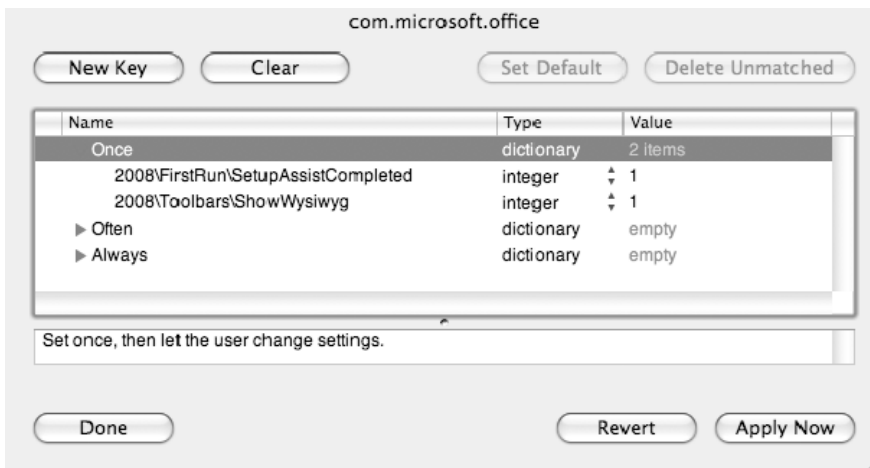 com.microsoft.office
New Key Clear Set Default Delete Unmatched
Name Type Value
Once dictionary 2 items
2008\FirstRun\SetupAssistCompleted integer 1
2008\Toolbars\ShowWysiwyg integer 1
Often dictionary empty
Always dictionary empty
Set once, then let the user change settings.
Done Revert Apply Now